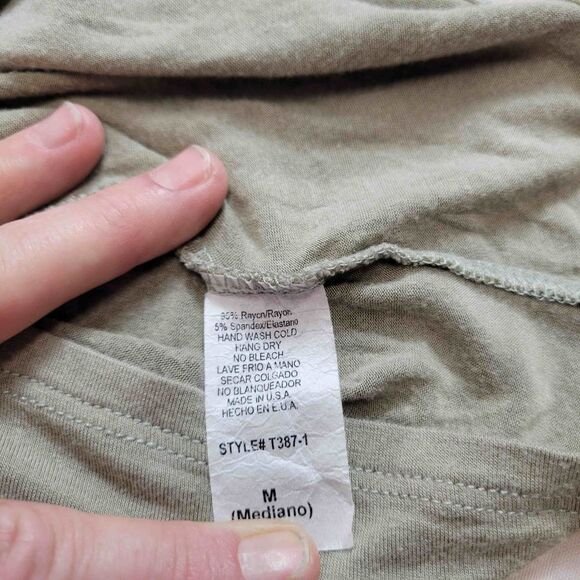 95% Rayon/Rayon
5% Spandex/Elastano
HAND WASH COLD
HANG DRY
NO BLEACH
LAVE FRIO A MANO
SECAR COLGADO
NO BLANQUEADOR
MADE IN U.S.A.
HECHO EN E.U.A.
STYLE# T387-1
M
(Mediano)